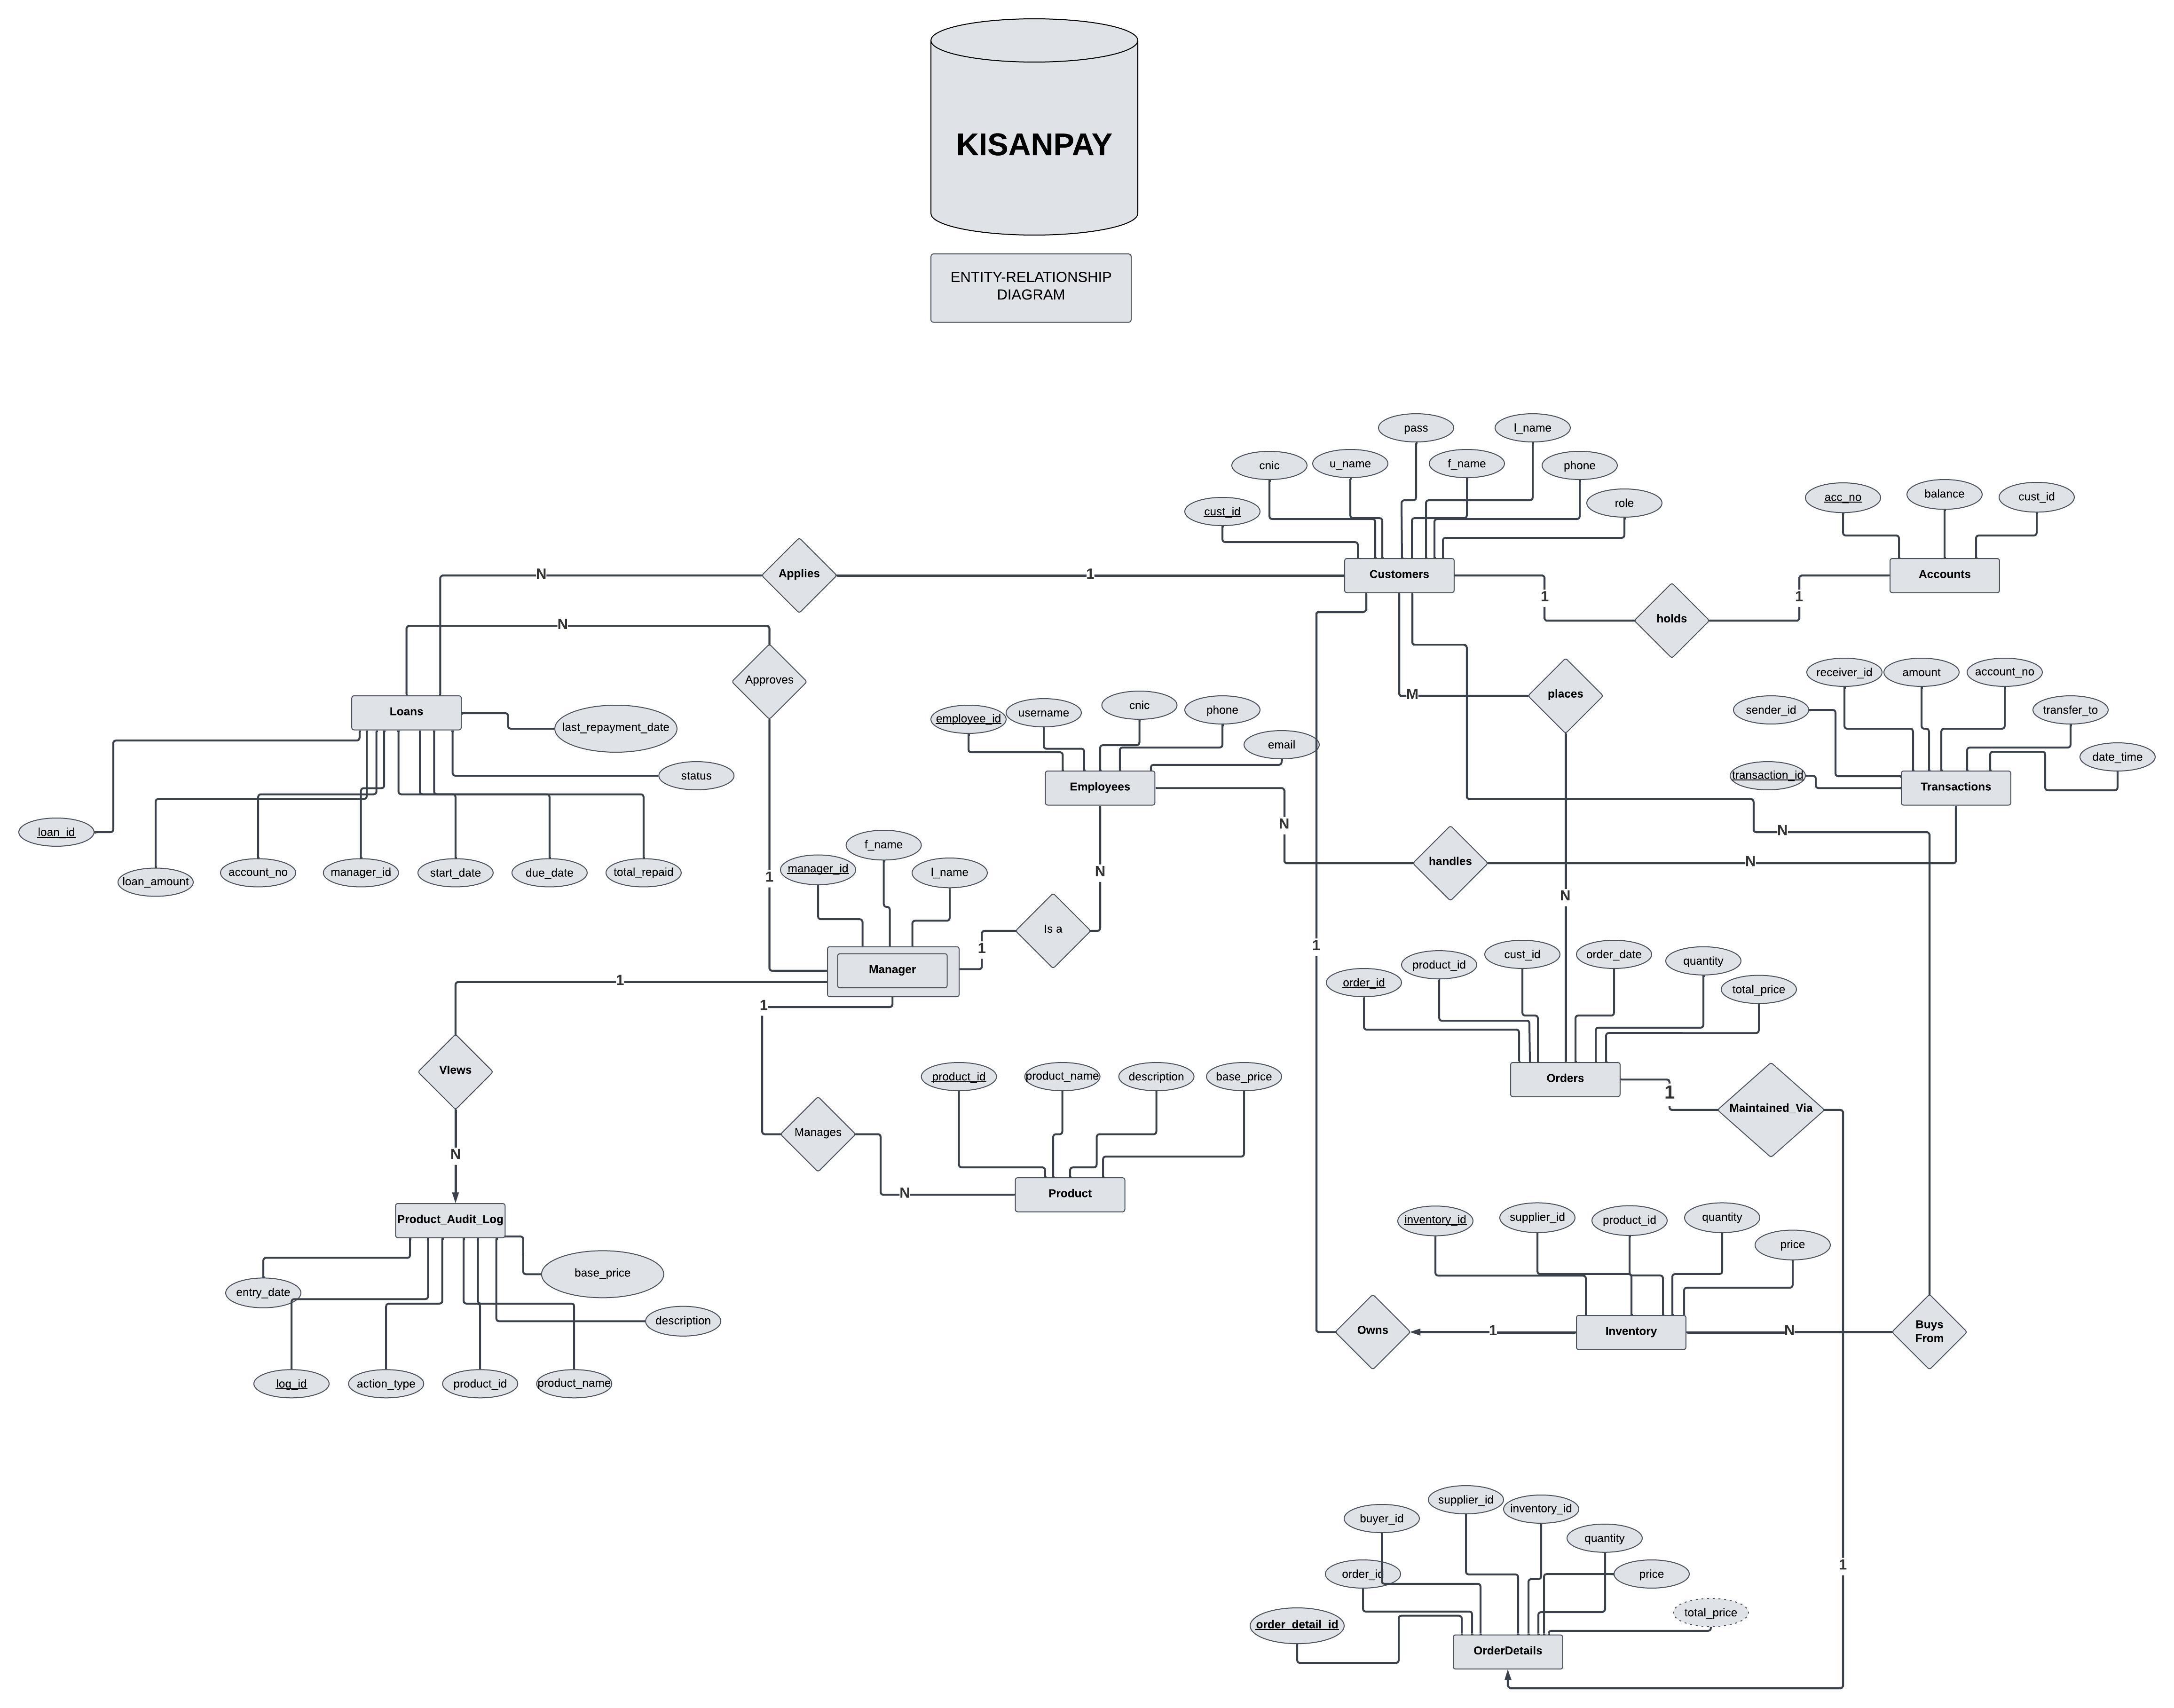 KISANPAY
ENTITY-RELATIONSHIP
DIAGRAM
pass
l_name
cnic
u_name
f_name
phone
cust_id
role
acc_no
balance
cust_id
Applies
N
1
Customers
Accounts
1
1
holds
N
Approves
M
places
receiver_id
amount
account_no
sender_id
transfer_to
transaction_id
date_time
Transactions
Loans
last_repayment_date
status
employee_id
username
cnic
phone
email
Employees
loan_id
loan_amount
account_no
manager_id
start_date
due_date
total_repaid
1
f_name
manager_id
l_name
N
N
handles
N
N
N
Is a
1
1
Manager
1
1
order_id
product_id
cust_id
order_date
quantity
total_price
VIews
Orders
1
Maintained_Via
product_id
product_name
description
base_price
Manages
N
N
Product
Product_Audit_Log
inventory_id
supplier_id
product_id
quantity
price
base_price
entry_date
description
log_id
action_type
product_id
product_name
Owns
1
Inventory
N
Buys
From
supplier_id
inventory_id
buyer_id
quantity
order_id
price
1
total_price
order_detail_id
OrderDetails